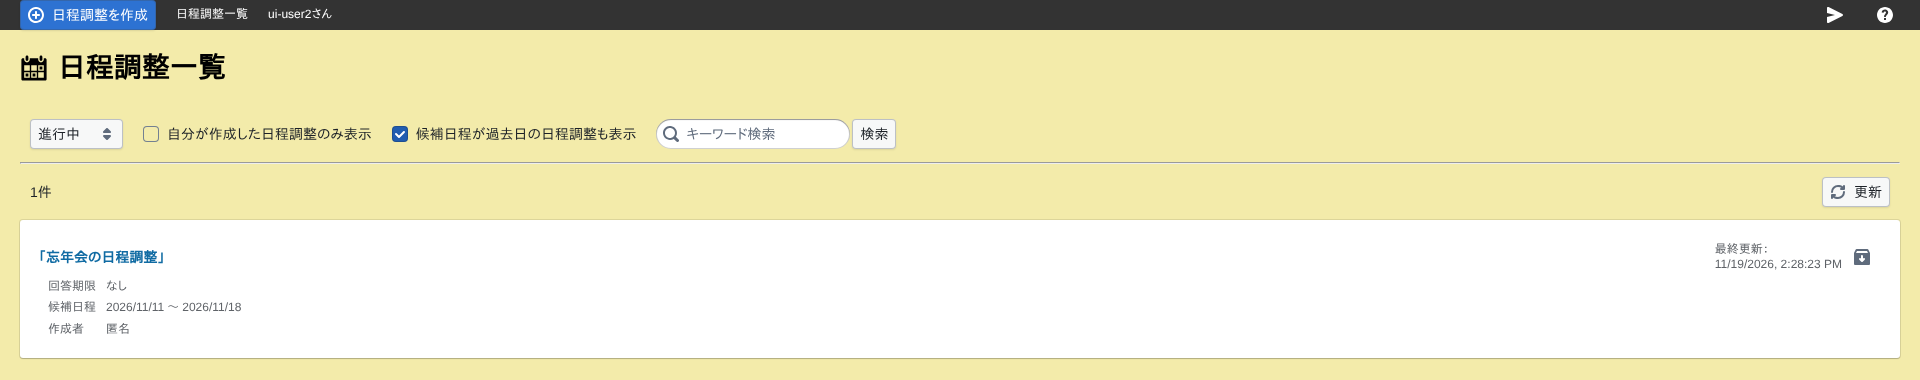 日程調整を作成 日程調整一覧 ui-user2さん
日程調整一覧
進行中 自分が作成した日程調整のみ表示 候補日程が過去日の日程調整も表示 キーワード検索 検索
1件 更新
「忘年会の日程調整」
最終更新:
11/19/2026, 2:28:23 PM
回答期限 なし
候補日程 2026/11/11 〜 2026/11/18
作成者 匿名